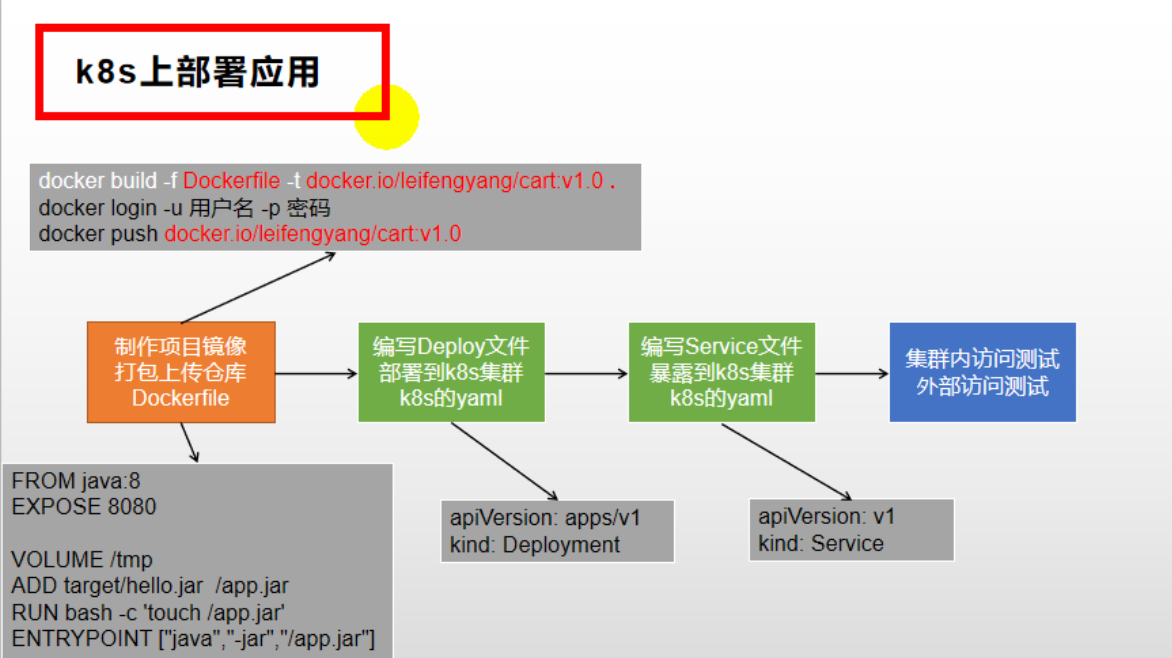 k8s上部署应用
docker build -f Dockerfile -t docker.io/leifengyang/cart:v1.0 .
docker login -u 用户名 -p 密码
docker push docker.io/leifengyang/cart:v1.0
制作项目镜像
打包上传仓库
Dockerfile
编写Deploy文件
部署到k8s集群
k8s的yaml
编写Service文件
暴露到k8s集群
k8s的yaml
集群内访问测试
外部访问测试
FROM java:8
EXPOSE 8080
VOLUME /tmp
ADD target/hello.jar  /app.jar
RUN bash -c 'touch /app.jar'
ENTRYPOINT ["java","-jar","/app.jar"]
apiVersion: apps/v1
kind: Deployment
apiVersion: v1
kind: Service